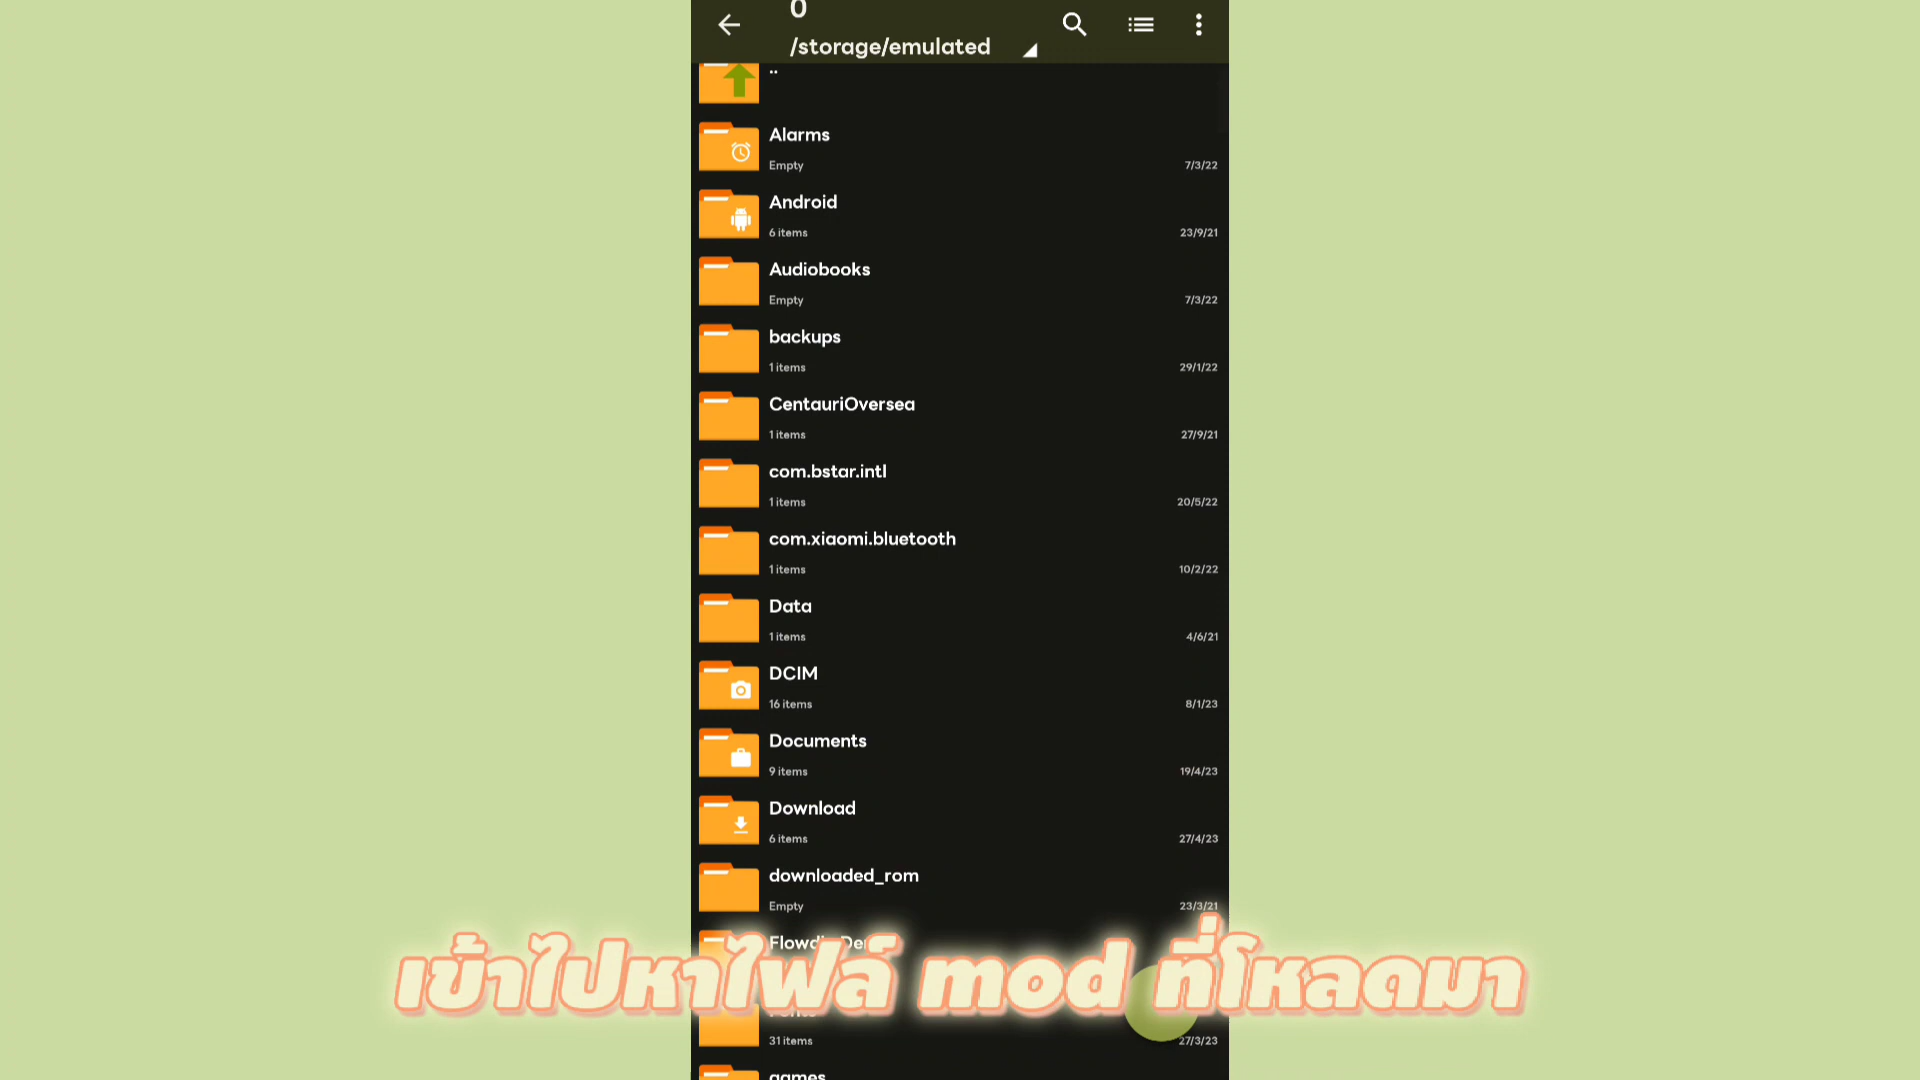 0
/storage/emulated
..
Alarms
Empty
7/3/22
Android
6 items
23/9/21
Audiobooks
Empty
7/3/22
backups
1 items
29/1/22
CentauriOversea
1 items
27/9/21
com.bstar.intl
1 items
20/5/22
com.xiaomi.bluetooth
1 items
10/2/22
Data
1 items
4/6/21
DCIM
16 items
8/1/23
Documents
9 items
19/4/23
Download
6 items
27/4/23
downloaded_rom
Empty
23/3/21
เข้าไปหาไฟล์ mod ที่โหลดมา
31 items
27/3/23
games